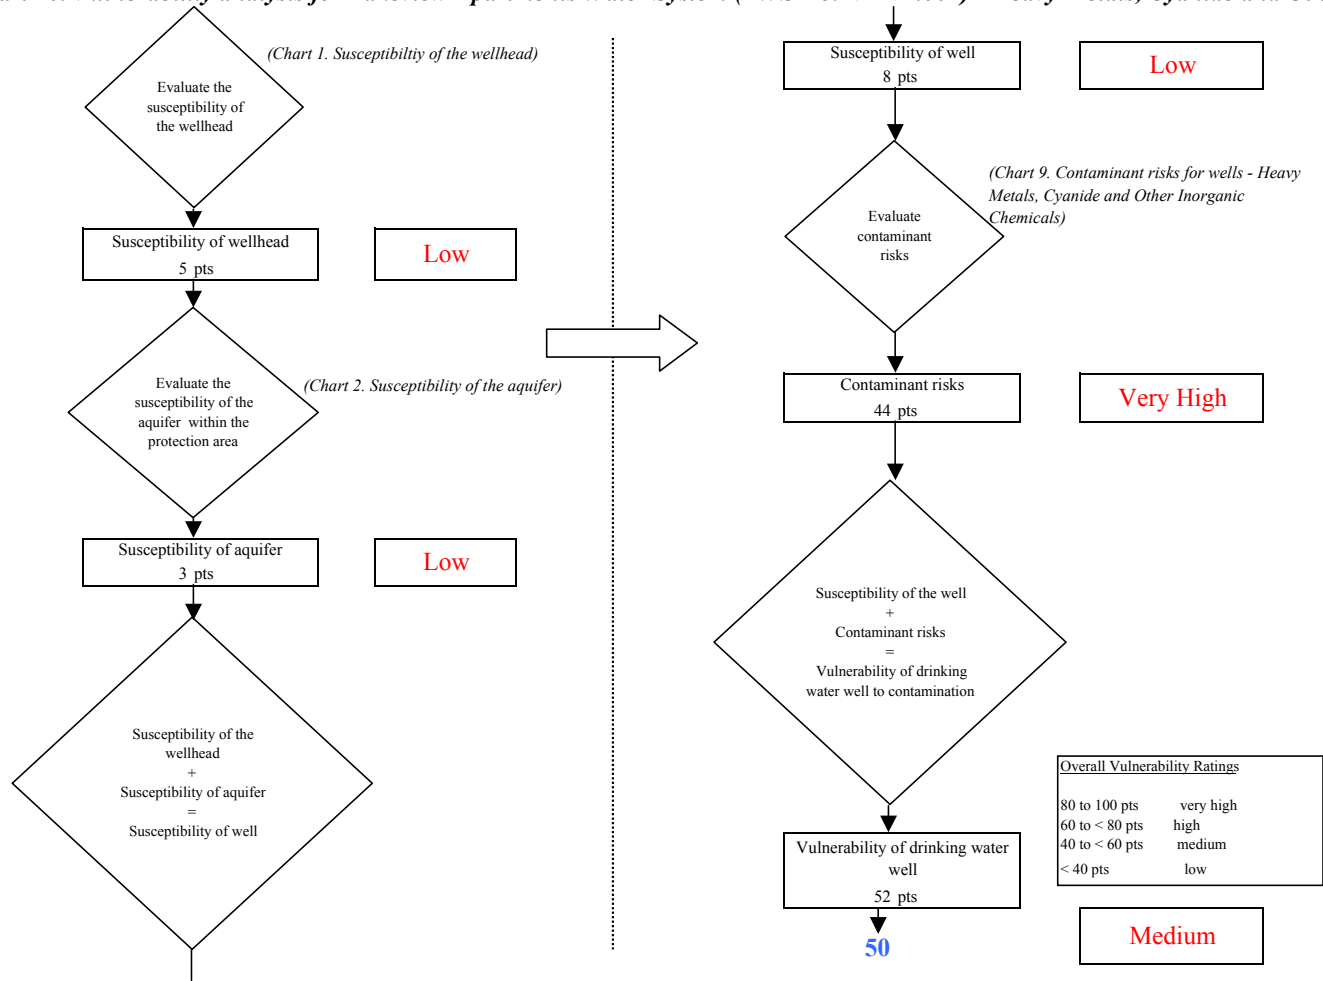 (Chart 1. Susceptibiltiy of the wellhead)
Evaluate the
susceptibility of
the wellhead
Susceptibility of wellhead
5 pts
Low
(Chart 2. Susceptibility of the aquifer)
Evaluate the
susceptibility of the
aquifer within the
protection area
Susceptibility of aquifer
3 pts
Low
Susceptibility of the
wellhead
+
Susceptibility of aquifer
=
Susceptibility of well
Susceptibility of well
8 pts
Low
(Chart 9. Contaminant risks for wells - Heavy
Metals, Cyanide and Other Inorganic
Chemicals)
Evaluate
contaminant
risks
Contaminant risks
44 pts
Very High
Susceptibility of the well
+
Contaminant risks
=
Vulnerability of drinking
water well to contamination
Overall Vulnerability Ratings
80 to 100 pts very high
60 to < 80 pts high
40 to < 60 pts medium
< 40 pts low
Vulnerability of drinking water
well
52 pts
50
Medium